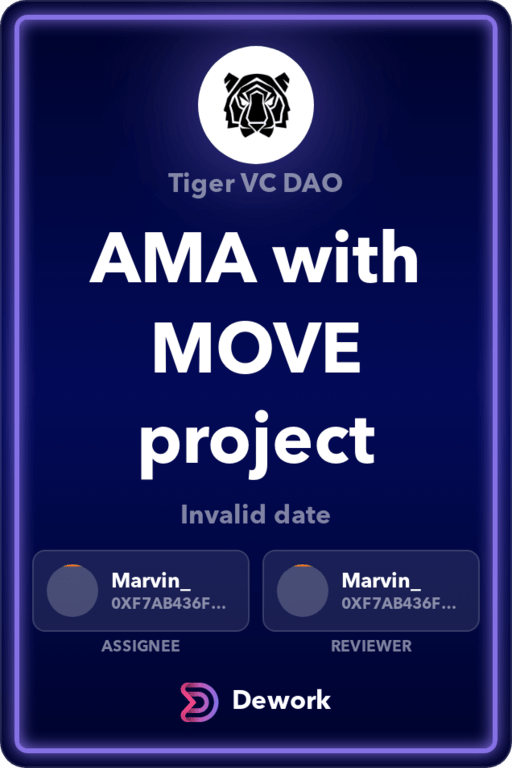 Tiger VC DAO
AMA with
MOVE
project
Invalid date
Marvin_
0XF7AB436F...
ASSIGNEE
Marvin_
0XF7AB436F...
REVIEWER
Dework